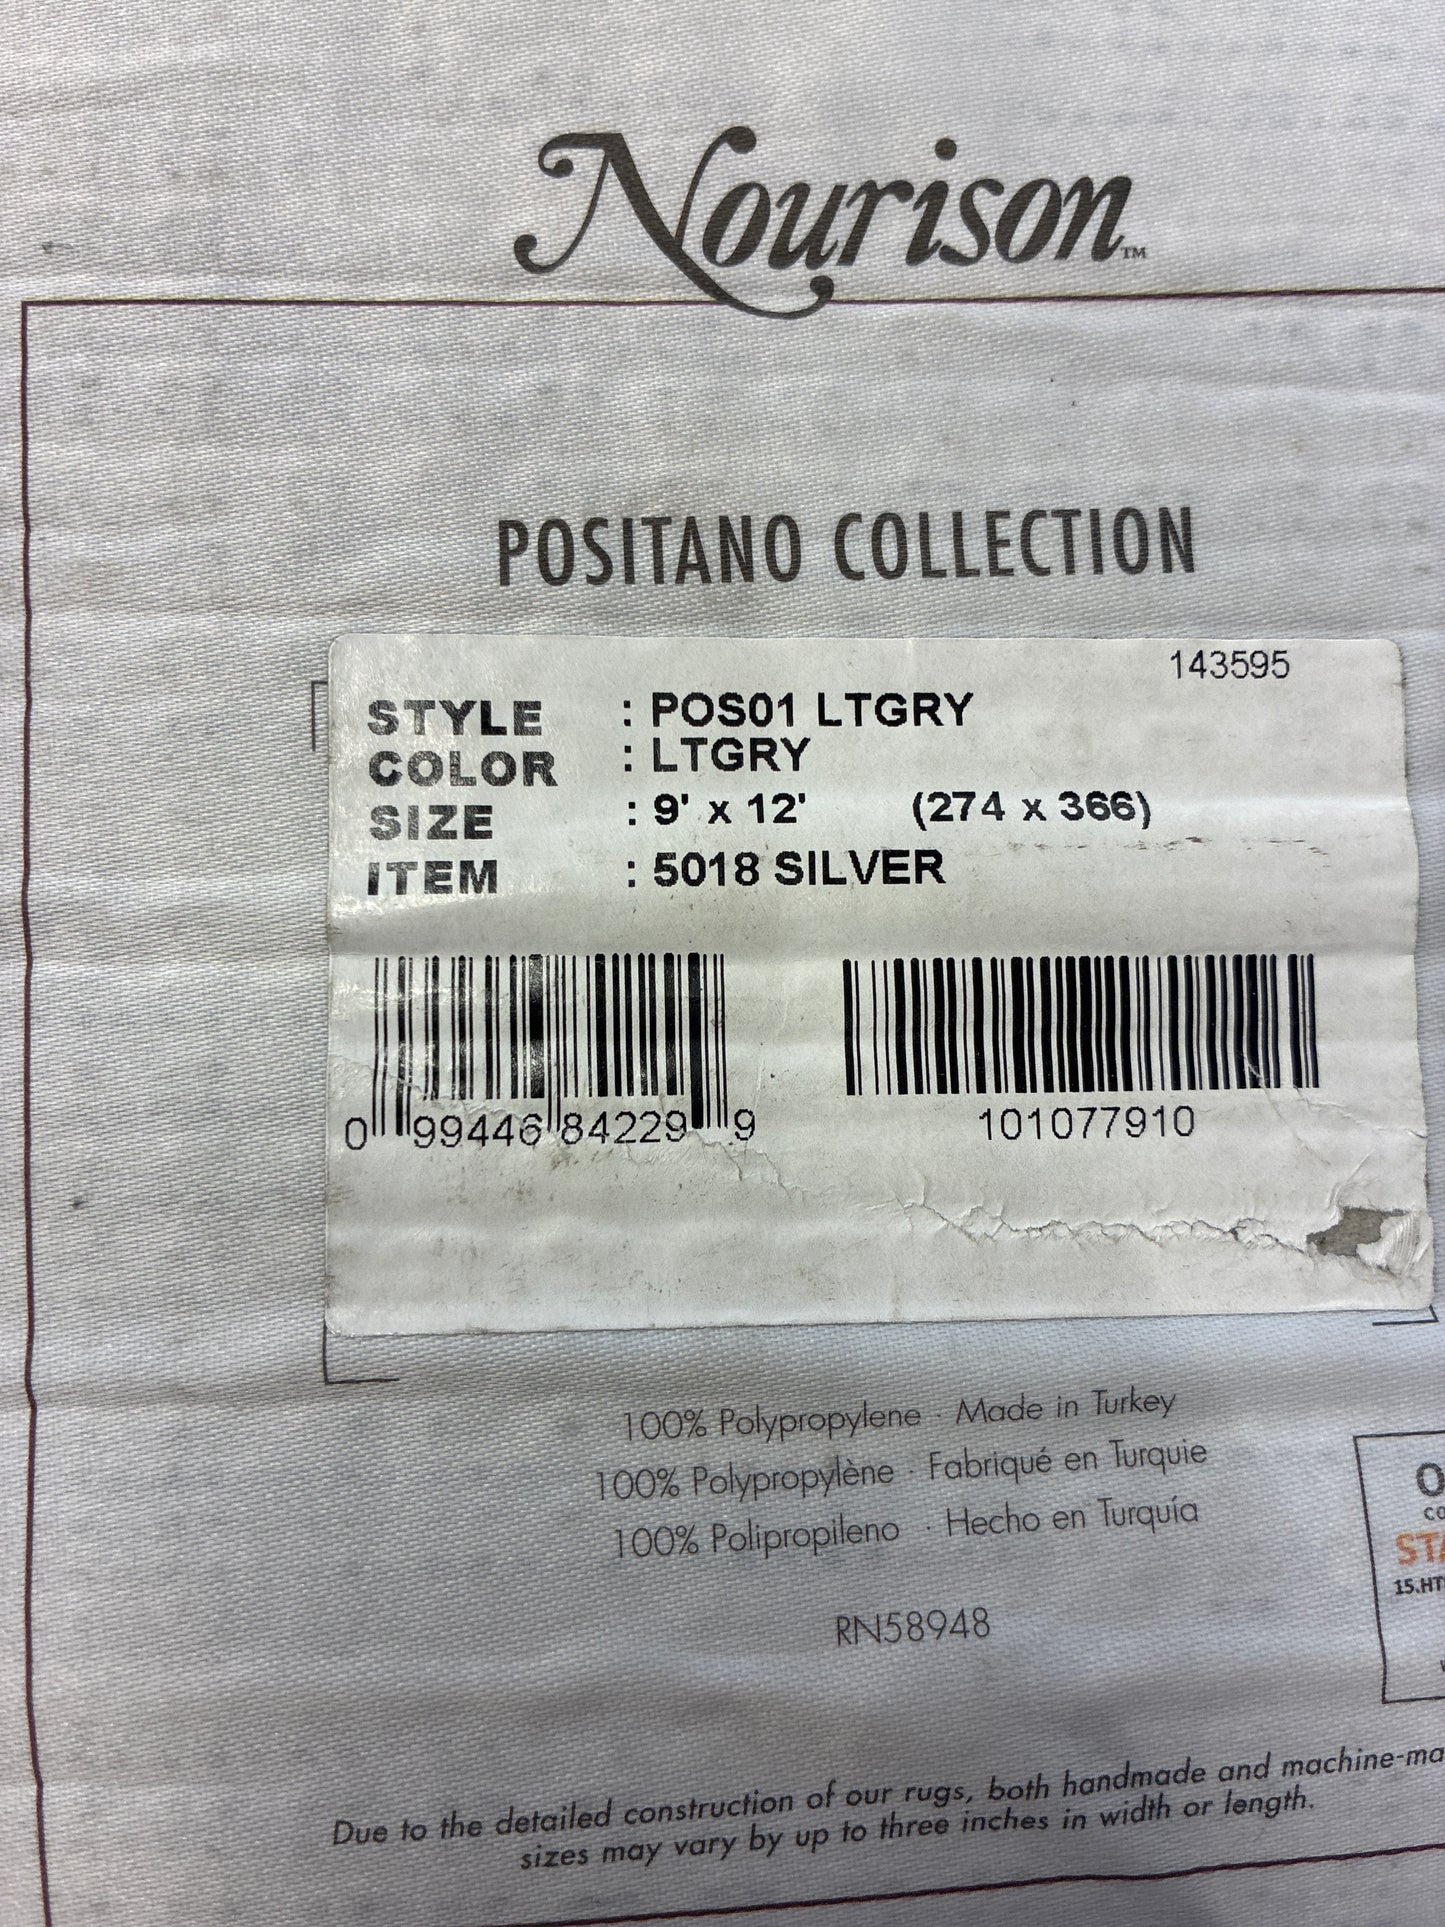 Nourison™
POSITANO COLLECTION
143595
STYLE : POS01 LTGRY
COLOR : LTGRY
SIZE : 9' x 12' (274 x 366)
ITEM : 5018 SILVER
0 99446 84229 9
101077910
100% Polypropylene · Made in Turkey
100% Polypropylène · Fabriqué en Turquie
100% Polipropileno · Hecho en Turquía
15.HT
RN58948
Due to the detailed construction of our rugs, both handmade and machine-ma
sizes may vary by up to three inches in width or length.